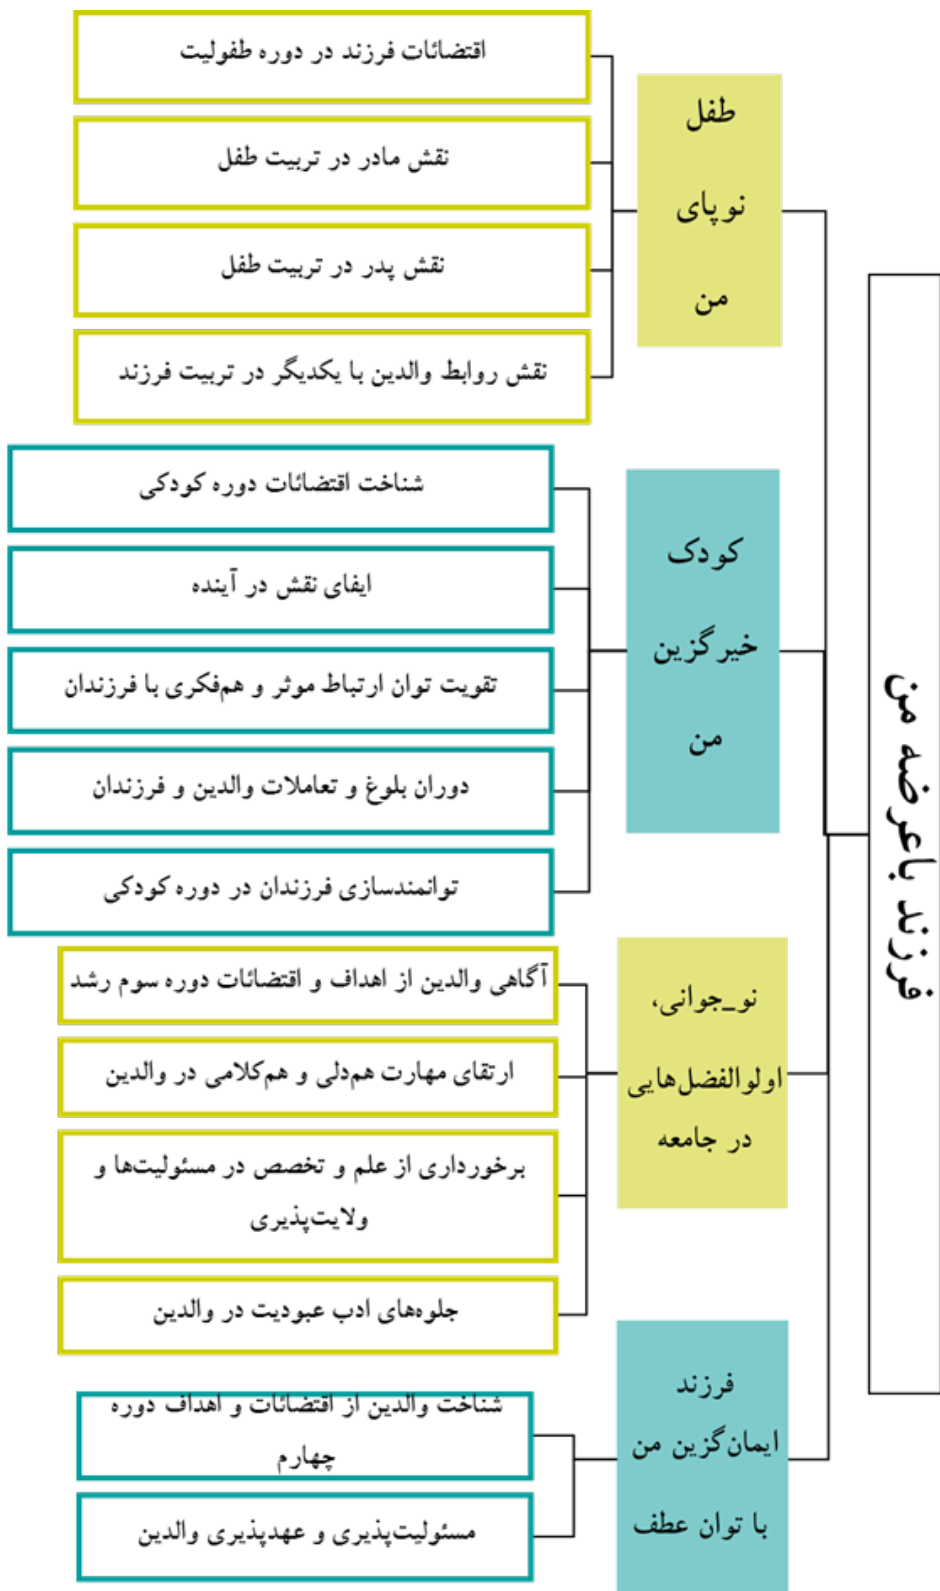 فرزند باعرضه من
طفل
نوپای
من
اقتضائات فرزند در دوره طفولیت
نقش مادر در تربیت طفل
نقش پدر در تربیت طفل
نقش روابط والدین با یکدیگر در تربیت فرزند
کودک
خیرگزین
من
شناخت اقتضائات دوره کودکی
ایفای نقش در آینده
تقویت توان ارتباط موثر و هم‌فکری با فرزندان
دوران بلوغ و تعاملات والدین و فرزندان
توانمندسازی فرزندان در دوره کودکی
نو_جوانی،
اولوالفضل‌هایی
در جامعه
آگاهی والدین از اهداف و اقتضائات دوره سوم رشد
ارتقای مهارت هم‌دلی و هم‌کلامی در والدین
برخورداری از علم و تخصص در مسئولیت‌ها و
ولایت‌پذیری
جلوه‌های ادب عبودیت در والدین
فرزند
ایمان‌گزین من
با توان عطف
شناخت والدین از اقتضائات و اهداف دوره
چهارم
مسئولیت‌پذیری و عهدپذیری والدین